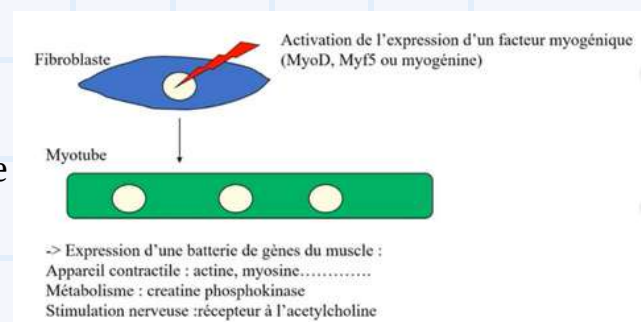 Activation de l'expression d'un facteur myogénique
(MyoD, Myf5 ou myogénine)
Fibroblaste
Myotube
-> Expression d'une batterie de gènes du muscle :
Appareil contractile : actine, myosine.............
Métabolisme : creatine phosphokinase
Stimulation nerveuse :récepteur à l'acetylcholine